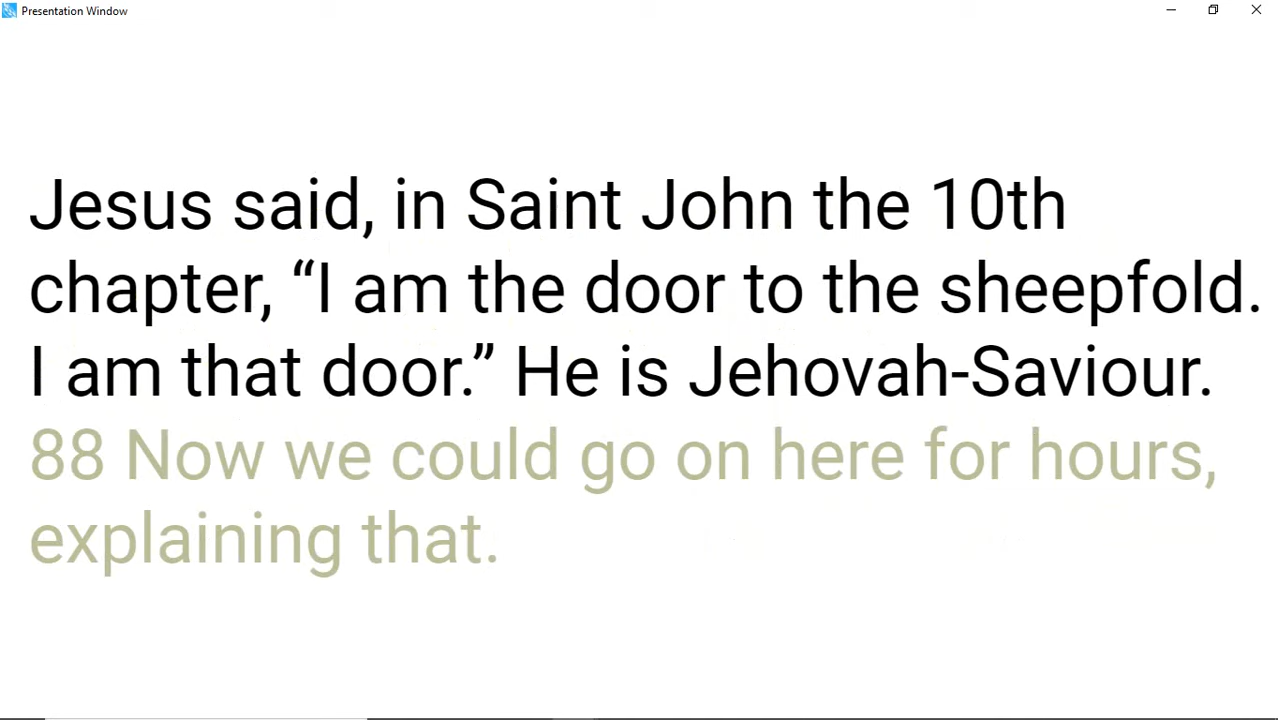 Presentation Window
Jesus said, in Saint John the 10th
chapter, “I am the door to the sheepfold.
I am that door.” He is Jehovah-Saviour.
88 Now we could go on here for hours,
explaining that.